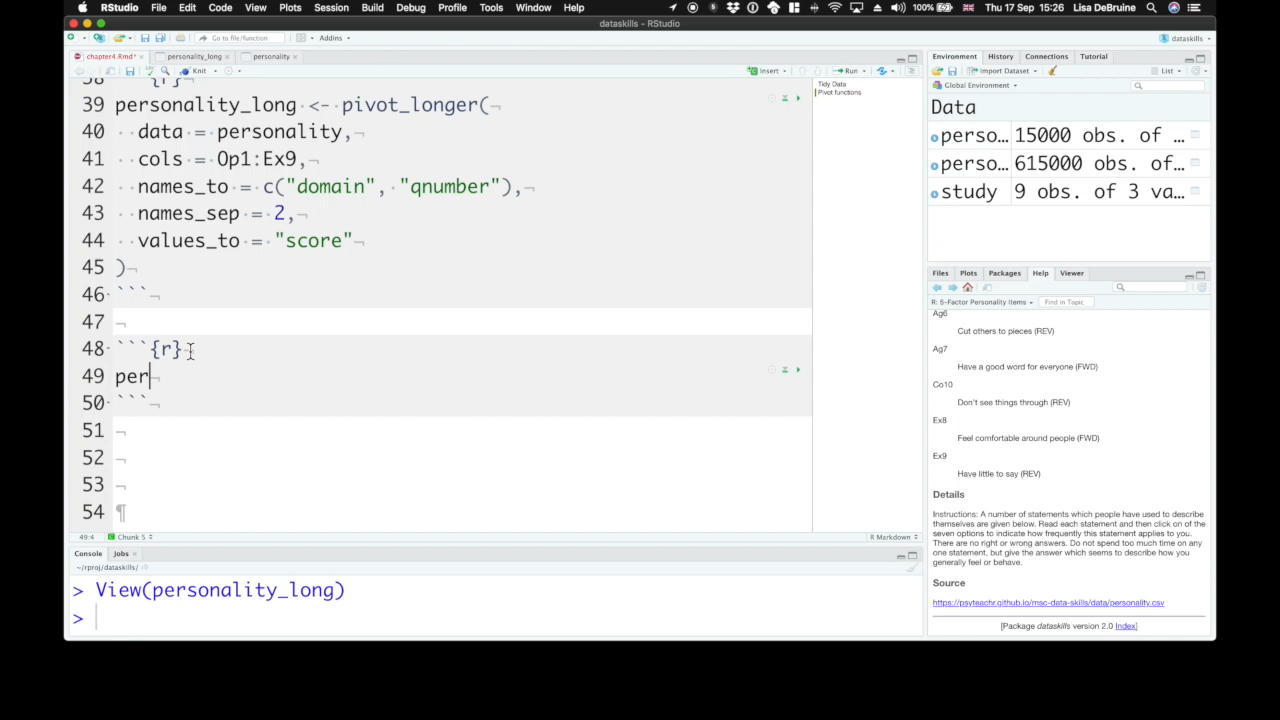 RStudio File Edit Code View Plots Session Build Debug Profile Tools Window Help 100% Thu 17 Sep 15:26 Lisa DeBruine
dataskills — RStudio
Go to file/function Addins dataskills
chapter4.Rmd* personality_long personality
Knit Insert Run
38 ```{r}
39 personality_long <- pivot_longer(
40 data = personality,
41 cols = Op1:Ex9,
42 names_to = c("domain", "qnumber"),
43 names_sep = 2,
44 values_to = "score"
45 )
46 ```
47
48 ```{r}
49 per
50 ```
51
52
53
54
49:4 Chunk 5 R Markdown
Tidy Data
Pivot functions
Console Jobs
~/rproj/dataskills/
> View(personality_long)
>
Environment History Connections Tutorial
Import Dataset List
Global Environment
Data
perso… 15000 obs. of …
perso… 615000 obs. of…
study 9 obs. of 3 va…
Files Plots Packages Help Viewer
R: 5-Factor Personality Items Find in Topic
Ag6
Cut others to pieces (REV)
Ag7
Have a good word for everyone (FWD)
Co10
Don't see things through (REV)
Ex8
Feel comfortable around people (FWD)
Ex9
Have little to say (REV)
Details
Instructions: A number of statements which people have used to describe
themselves are given below. Read each statement and then click on of the
seven options to indicate how frequently this statement applies to you.
There are no right or wrong answers. Do not spend too much time on any
one statement, but give the answer which seems to describe how you
generally feel or behave.
Source
https://psyteachr.github.io/msc-data-skills/data/personality.csv
[Package dataskills version 2.0 Index]